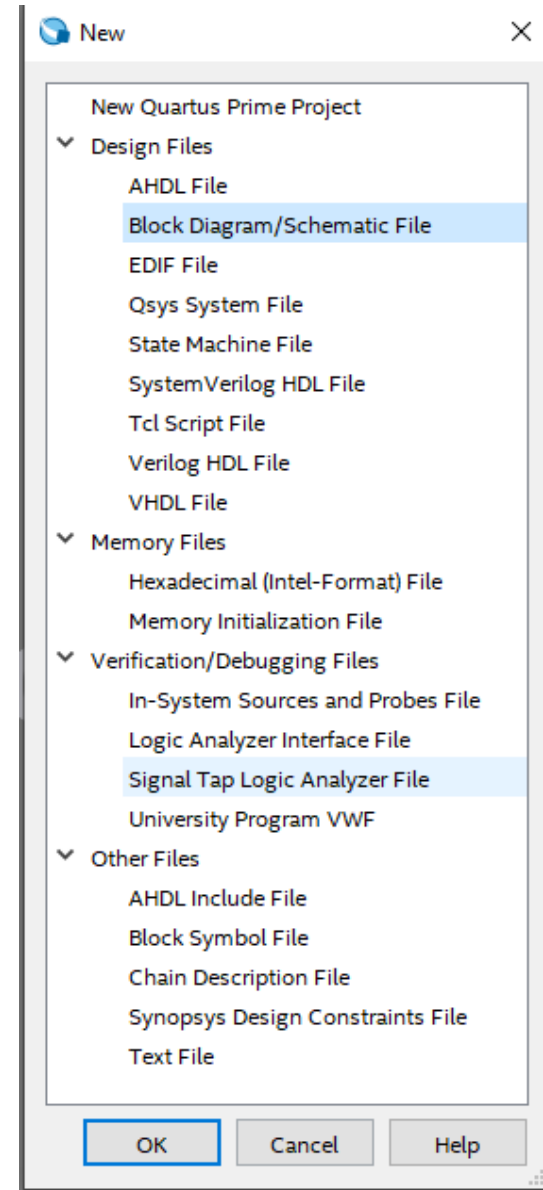 New
New Quartus Prime Project
Design Files
AHDL File
Block Diagram/Schematic File
EDIF File
Qsys System File
State Machine File
SystemVerilog HDL File
Tcl Script File
Verilog HDL File
VHDL File
Memory Files
Hexadecimal (Intel-Format) File
Memory Initialization File
Verification/Debugging Files
In-System Sources and Probes File
Logic Analyzer Interface File
Signal Tap Logic Analyzer File
University Program VWF
Other Files
AHDL Include File
Block Symbol File
Chain Description File
Synopsys Design Constraints File
Text File
OK Cancel Help